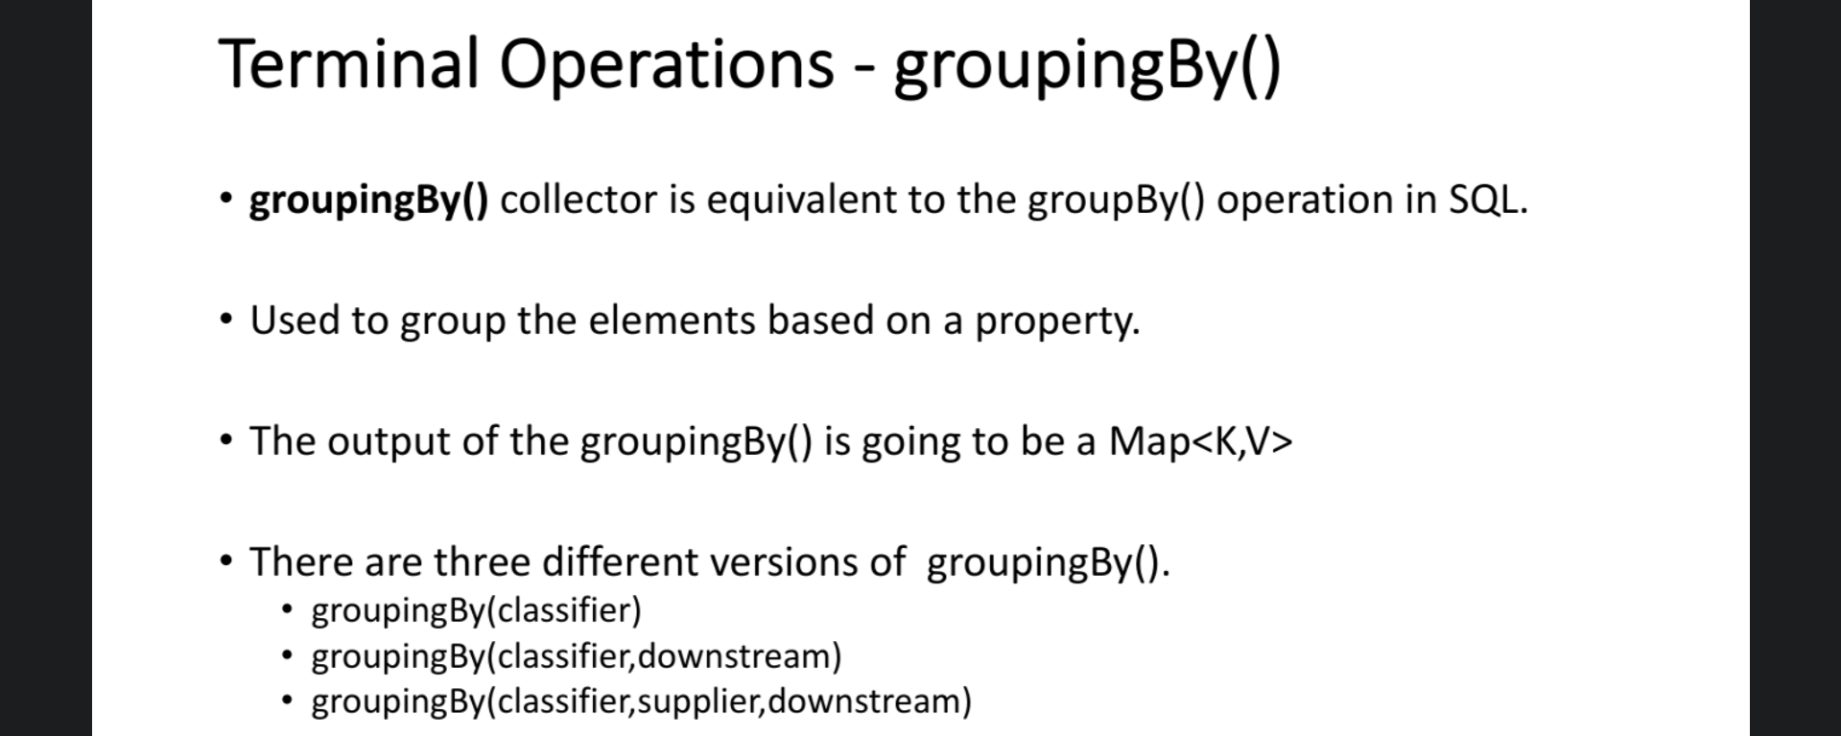 Terminal Operations - groupingBy()
• groupingBy() collector is equivalent to the groupBy() operation in SQL.
• Used to group the elements based on a property.
• The output of the groupingBy() is going to be a Map<K,V>
• There are three different versions of  groupingBy().
• groupingBy(classifier)
• groupingBy(classifier,downstream)
• groupingBy(classifier,supplier,downstream)